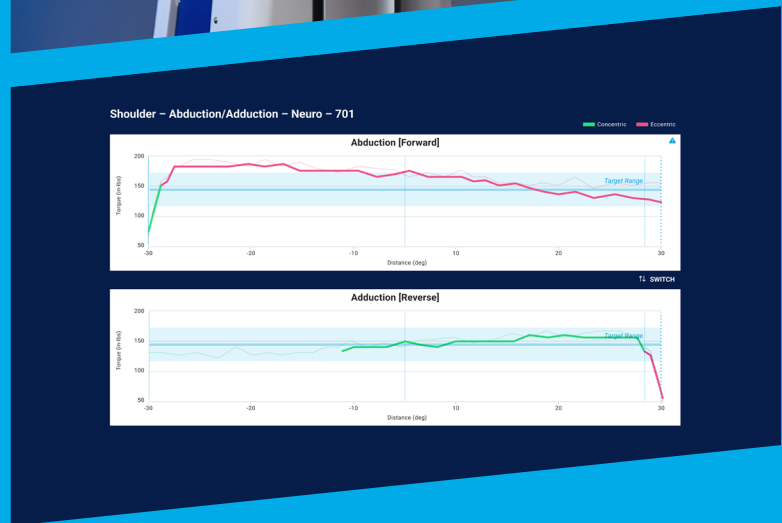 Shoulder – Abduction/Adduction – Neuro – 701
Concentric Eccentric
Abduction [Forward]
200
150
100
50
Torque (in-lbs)
Target Range
-30 -20 -10 10 20 30
Distance (deg)
↑↓ SWITCH
Adduction [Reverse]
200
150
100
50
Torque (in-lbs)
Target Range
-30 -20 -10 10 20 30
Distance (deg)